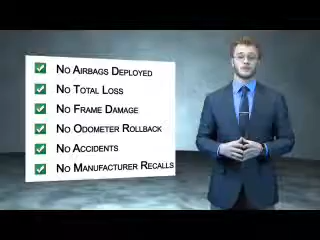 No Airbags Deployed
No Total Loss
No Frame Damage
No Odometer Rollback
No Accidents
No Manufacturer Recalls